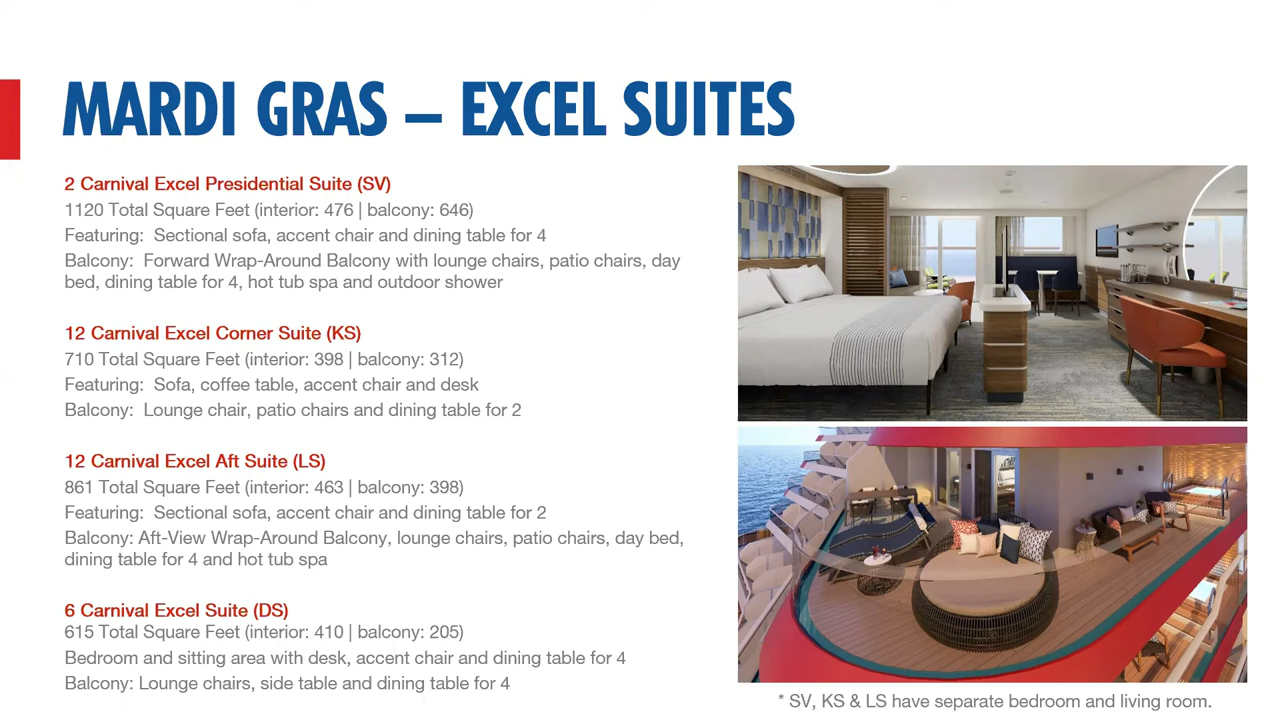 MARDI GRAS – EXCEL SUITES
2 Carnival Excel Presidential Suite (SV)
1120 Total Square Feet (interior: 476 | balcony: 646)
Featuring:  Sectional sofa, accent chair and dining table for 4
Balcony:  Forward Wrap-Around Balcony with lounge chairs, patio chairs, day
bed, dining table for 4, hot tub spa and outdoor shower
12 Carnival Excel Corner Suite (KS)
710 Total Square Feet (interior: 398 | balcony: 312)
Featuring:  Sofa, coffee table, accent chair and desk
Balcony:  Lounge chair, patio chairs and dining table for 2
12 Carnival Excel Aft Suite (LS)
861 Total Square Feet (interior: 463 | balcony: 398)
Featuring:  Sectional sofa, accent chair and dining table for 2
Balcony: Aft-View Wrap-Around Balcony, lounge chairs, patio chairs, day bed,
dining table for 4 and hot tub spa
6 Carnival Excel Suite (DS)
615 Total Square Feet (interior: 410 | balcony: 205)
Bedroom and sitting area with desk, accent chair and dining table for 4
Balcony: Lounge chairs, side table and dining table for 4
* SV, KS & LS have separate bedroom and living room.